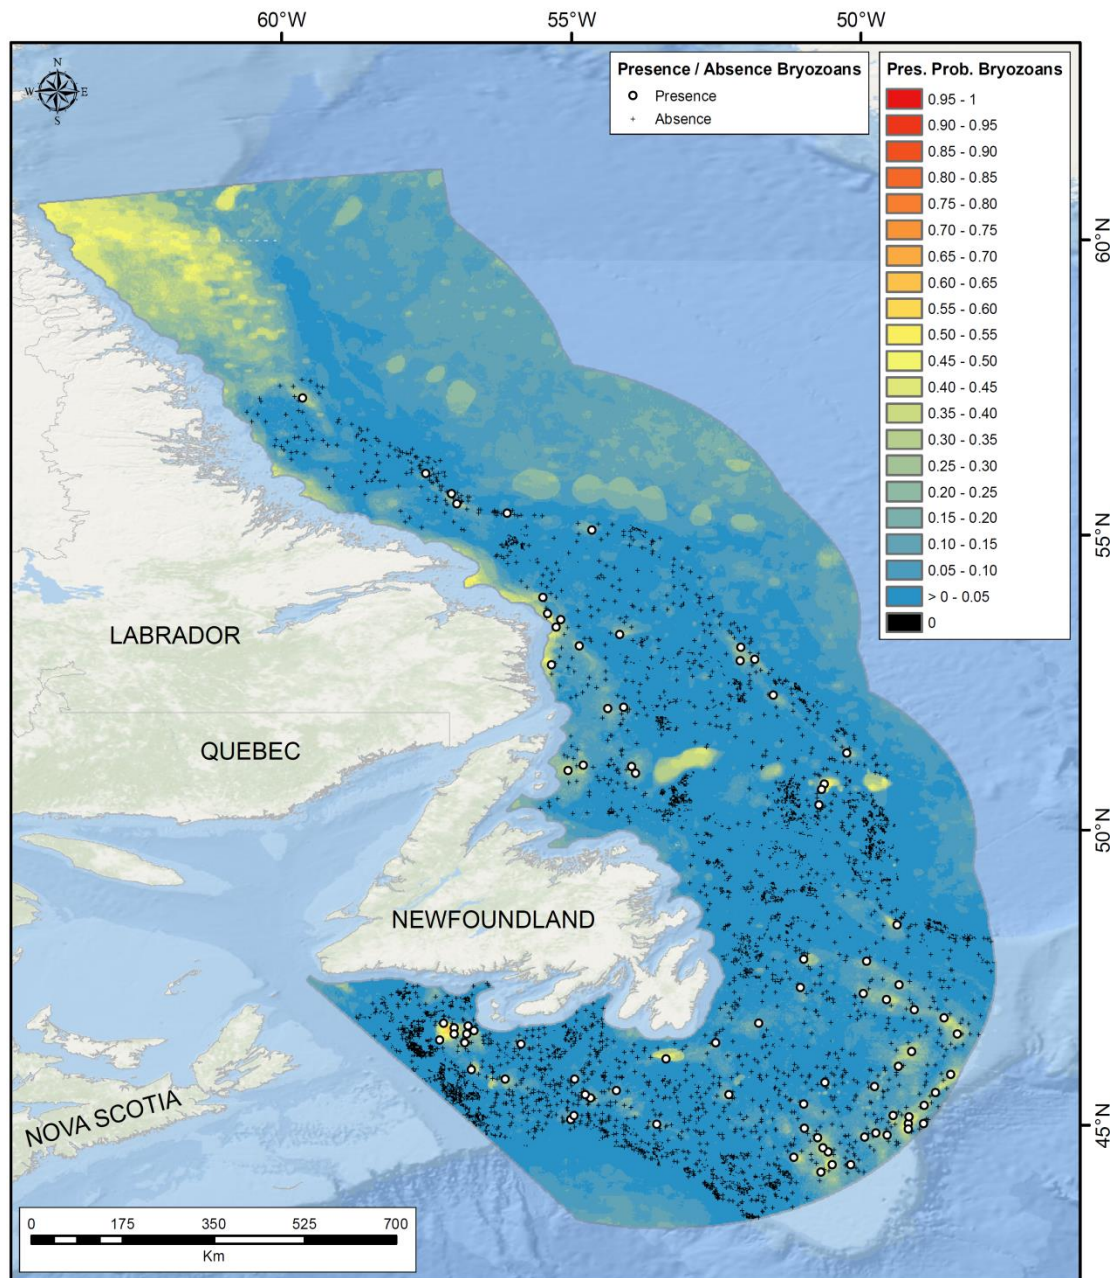 60°W 55°W 50°W
N
W E
S
Presence / Absence Bryozoans
Presence
Absence
Pres. Prob. Bryozoans
0.95 - 1
0.90 - 0.95
0.85 - 0.90
0.80 - 0.85
0.75 - 0.80
0.70 - 0.75
0.65 - 0.70
0.60 - 0.65
0.55 - 0.60
0.50 - 0.55
0.45 - 0.50
0.40 - 0.45
0.35 - 0.40
0.30 - 0.35
0.25 - 0.30
0.20 - 0.25
0.15 - 0.20
0.10 - 0.15
0.05 - 0.10
> 0 - 0.05
0
60°N
55°N
50°N
45°N
LABRADOR
QUEBEC
NEWFOUNDLAND
NOVA SCOTIA
0 175 350 525 700
Km